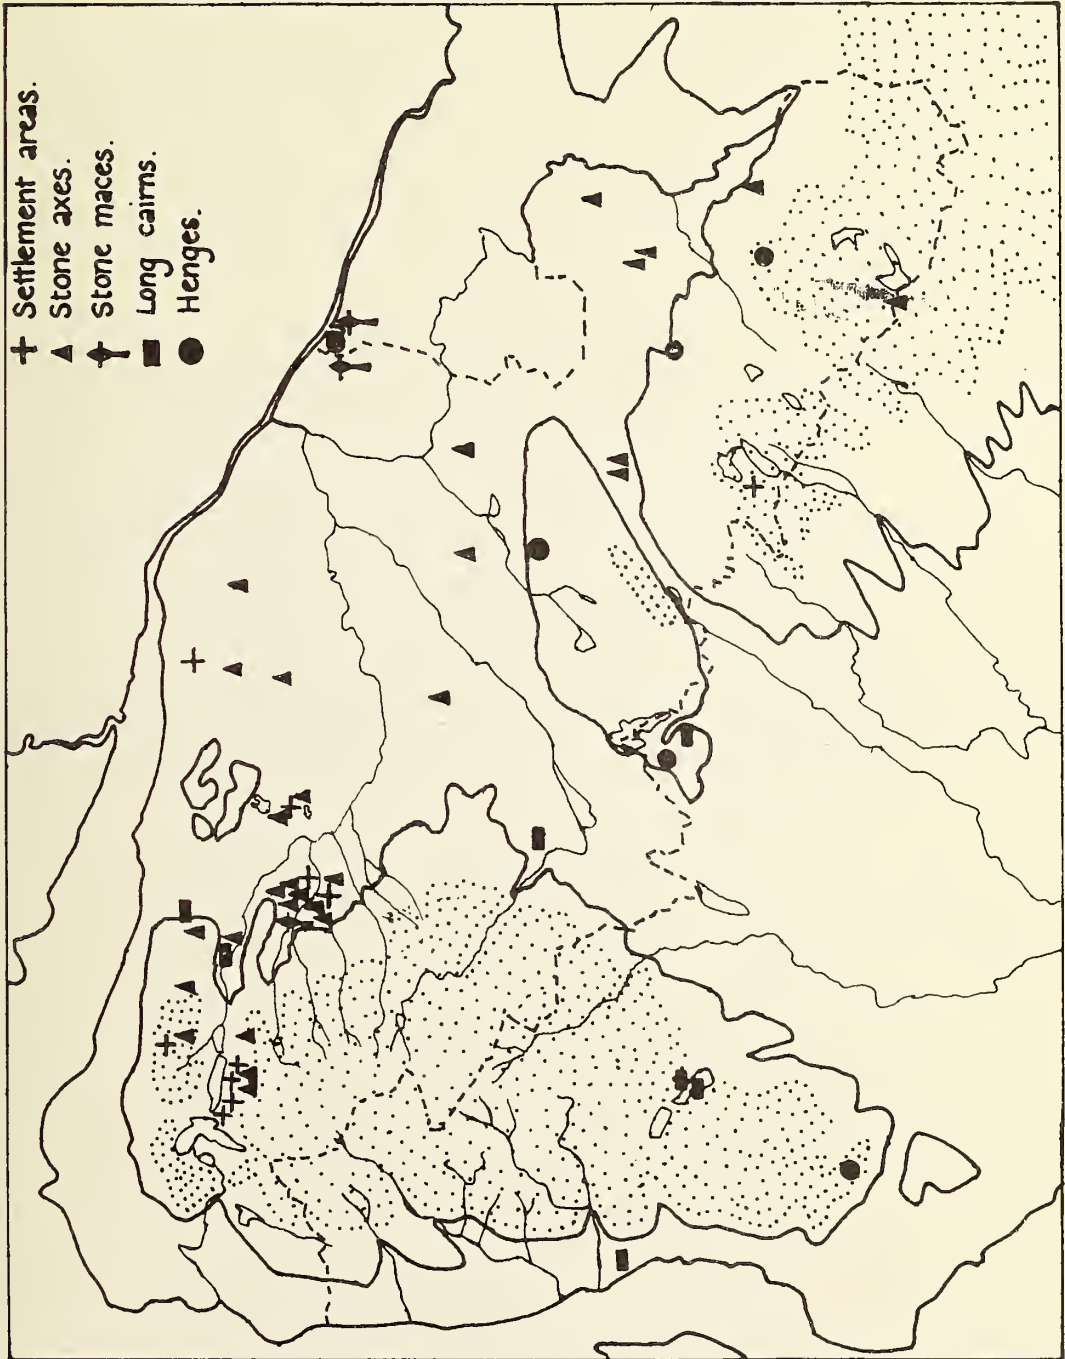 Settlement areas.
Stone axes.
Stone maces.
Long cairns.
Henges.